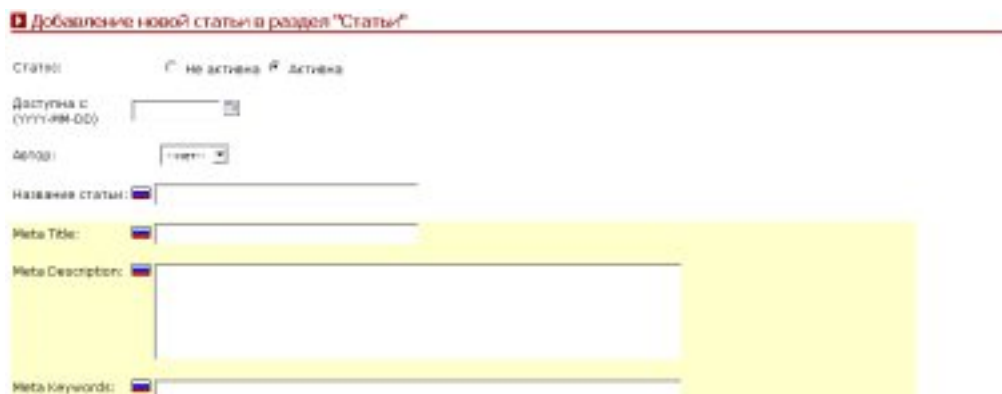 Добавление новой статьи в раздел "Статьи"
Статус: Не активна Активна
Доступна с
(YYYY-MM-DD)
Автор: --нет--
Название статьи:
Meta Title:
Meta Description:
Meta Keywords: